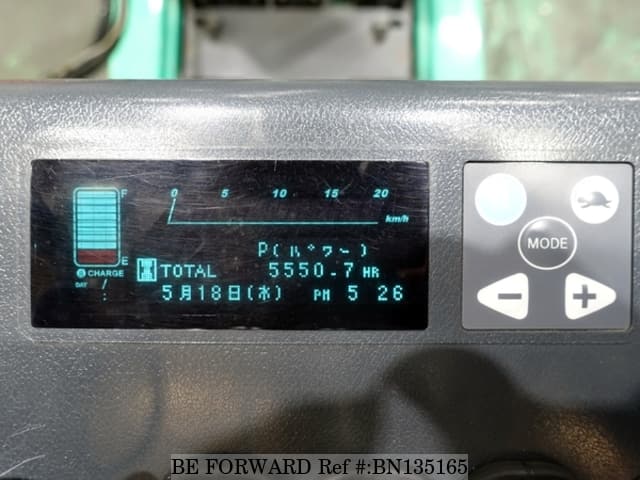 F
0 5 10 15 20
km/h
E
CHARGE
P(パワー)
TOTAL 5550.7 HR
5月18日(木) PM 5 26
MODE
BE FORWARD Ref #:BN135165